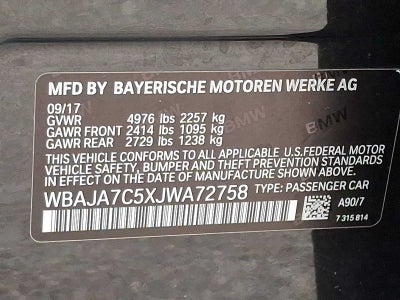 MFD BY BAYERISCHE MOTOREN WERKE AG
09/17
GVWR 4976 lbs 2257 kg
GAWR FRONT 2414 lbs 1095 kg
GAWR REAR 2729 lbs 1238 kg
THIS VEHICLE CONFORMS TO ALL APPLICABLE U.S.FEDERAL MOTOR
VEHICLE SAFETY, BUMPER AND THEFT PREVENTION STANDARDS
IN EFFECT ON THE DATE OF MANUFACTURE SHOWN ABOVE.
WBAJA7C5XJWA72758 TYPE: PASSENGER CAR
A90/7
7 315 814